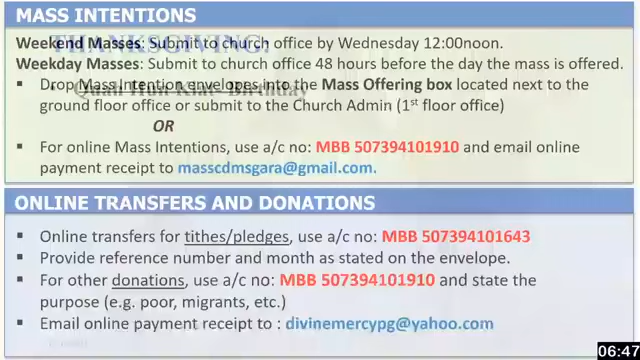 MASS INTENTIONS
THANKSGIVING:
Weekend Masses: Submit to church office by Wednesday 12:00noon.
Weekday Masses: Submit to church office 48 hours before the day the mass is offered.
▪ Drop Mass Intention envelopes into the Mass Offering box located next to the
ground floor office or submit to the Church Admin (1st floor office)
OR
▪ For online Mass Intentions, use a/c no: MBB 507394101910 and email online
payment receipt to masscdmsgara@gmail.com.
ONLINE TRANSFERS AND DONATIONS
▪ Online transfers for tithes/pledges, use a/c no: MBB 507394101643
▪ Provide reference number and month as stated on the envelope.
▪ For other donations, use a/c no: MBB 507394101910 and state the
purpose (e.g. poor, migrants, etc.)
▪ Email online payment receipt to : divinemercypg@yahoo.com
06:47